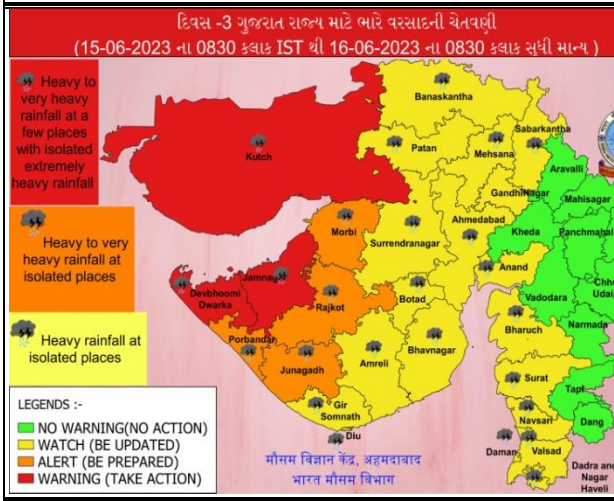 દિવસ -3 ગુજરાત રાજ્ય માટે ભારે વરસાદની ચેતવણી
(15-06-2023 ના 0830 કલાક IST થી 16-06-2023 ના 0830 કલાક સુધી માન્ય )
Heavy to
very heavy
rainfall at a
few places
with isolated
extremely
heavy rainfall
Heavy to very
heavy rainfall at
isolated places
Heavy rainfall at
isolated places
Banaskantha
Kutch
Patan
Mehsana
Sabarkantha
Aravalli
GandhiNagar
Mahisagar
Morbi
Surrendranagar
Ahmedabad
Kheda
Panchmahal
Devbhoomi
Dwarka
Jamnag
Rajkot
Botad
Anand
Vadodara
Chh
Udai
Porbandar
Junagadh
Amreli
Bhavnagar
Bharuch
Narmada
Gir
Somnath
Diu
Surat
Tapi
Navsari
Dang
Daman
Valsad
Dadra and
Nagar
Haveli
LEGENDS :-
NO WARNING(NO ACTION)
WATCH (BE UPDATED)
ALERT (BE PREPARED)
WARNING (TAKE ACTION)
मौसम विज्ञान केंद्र, अहमदाबाद
भारत मौसम विभाग